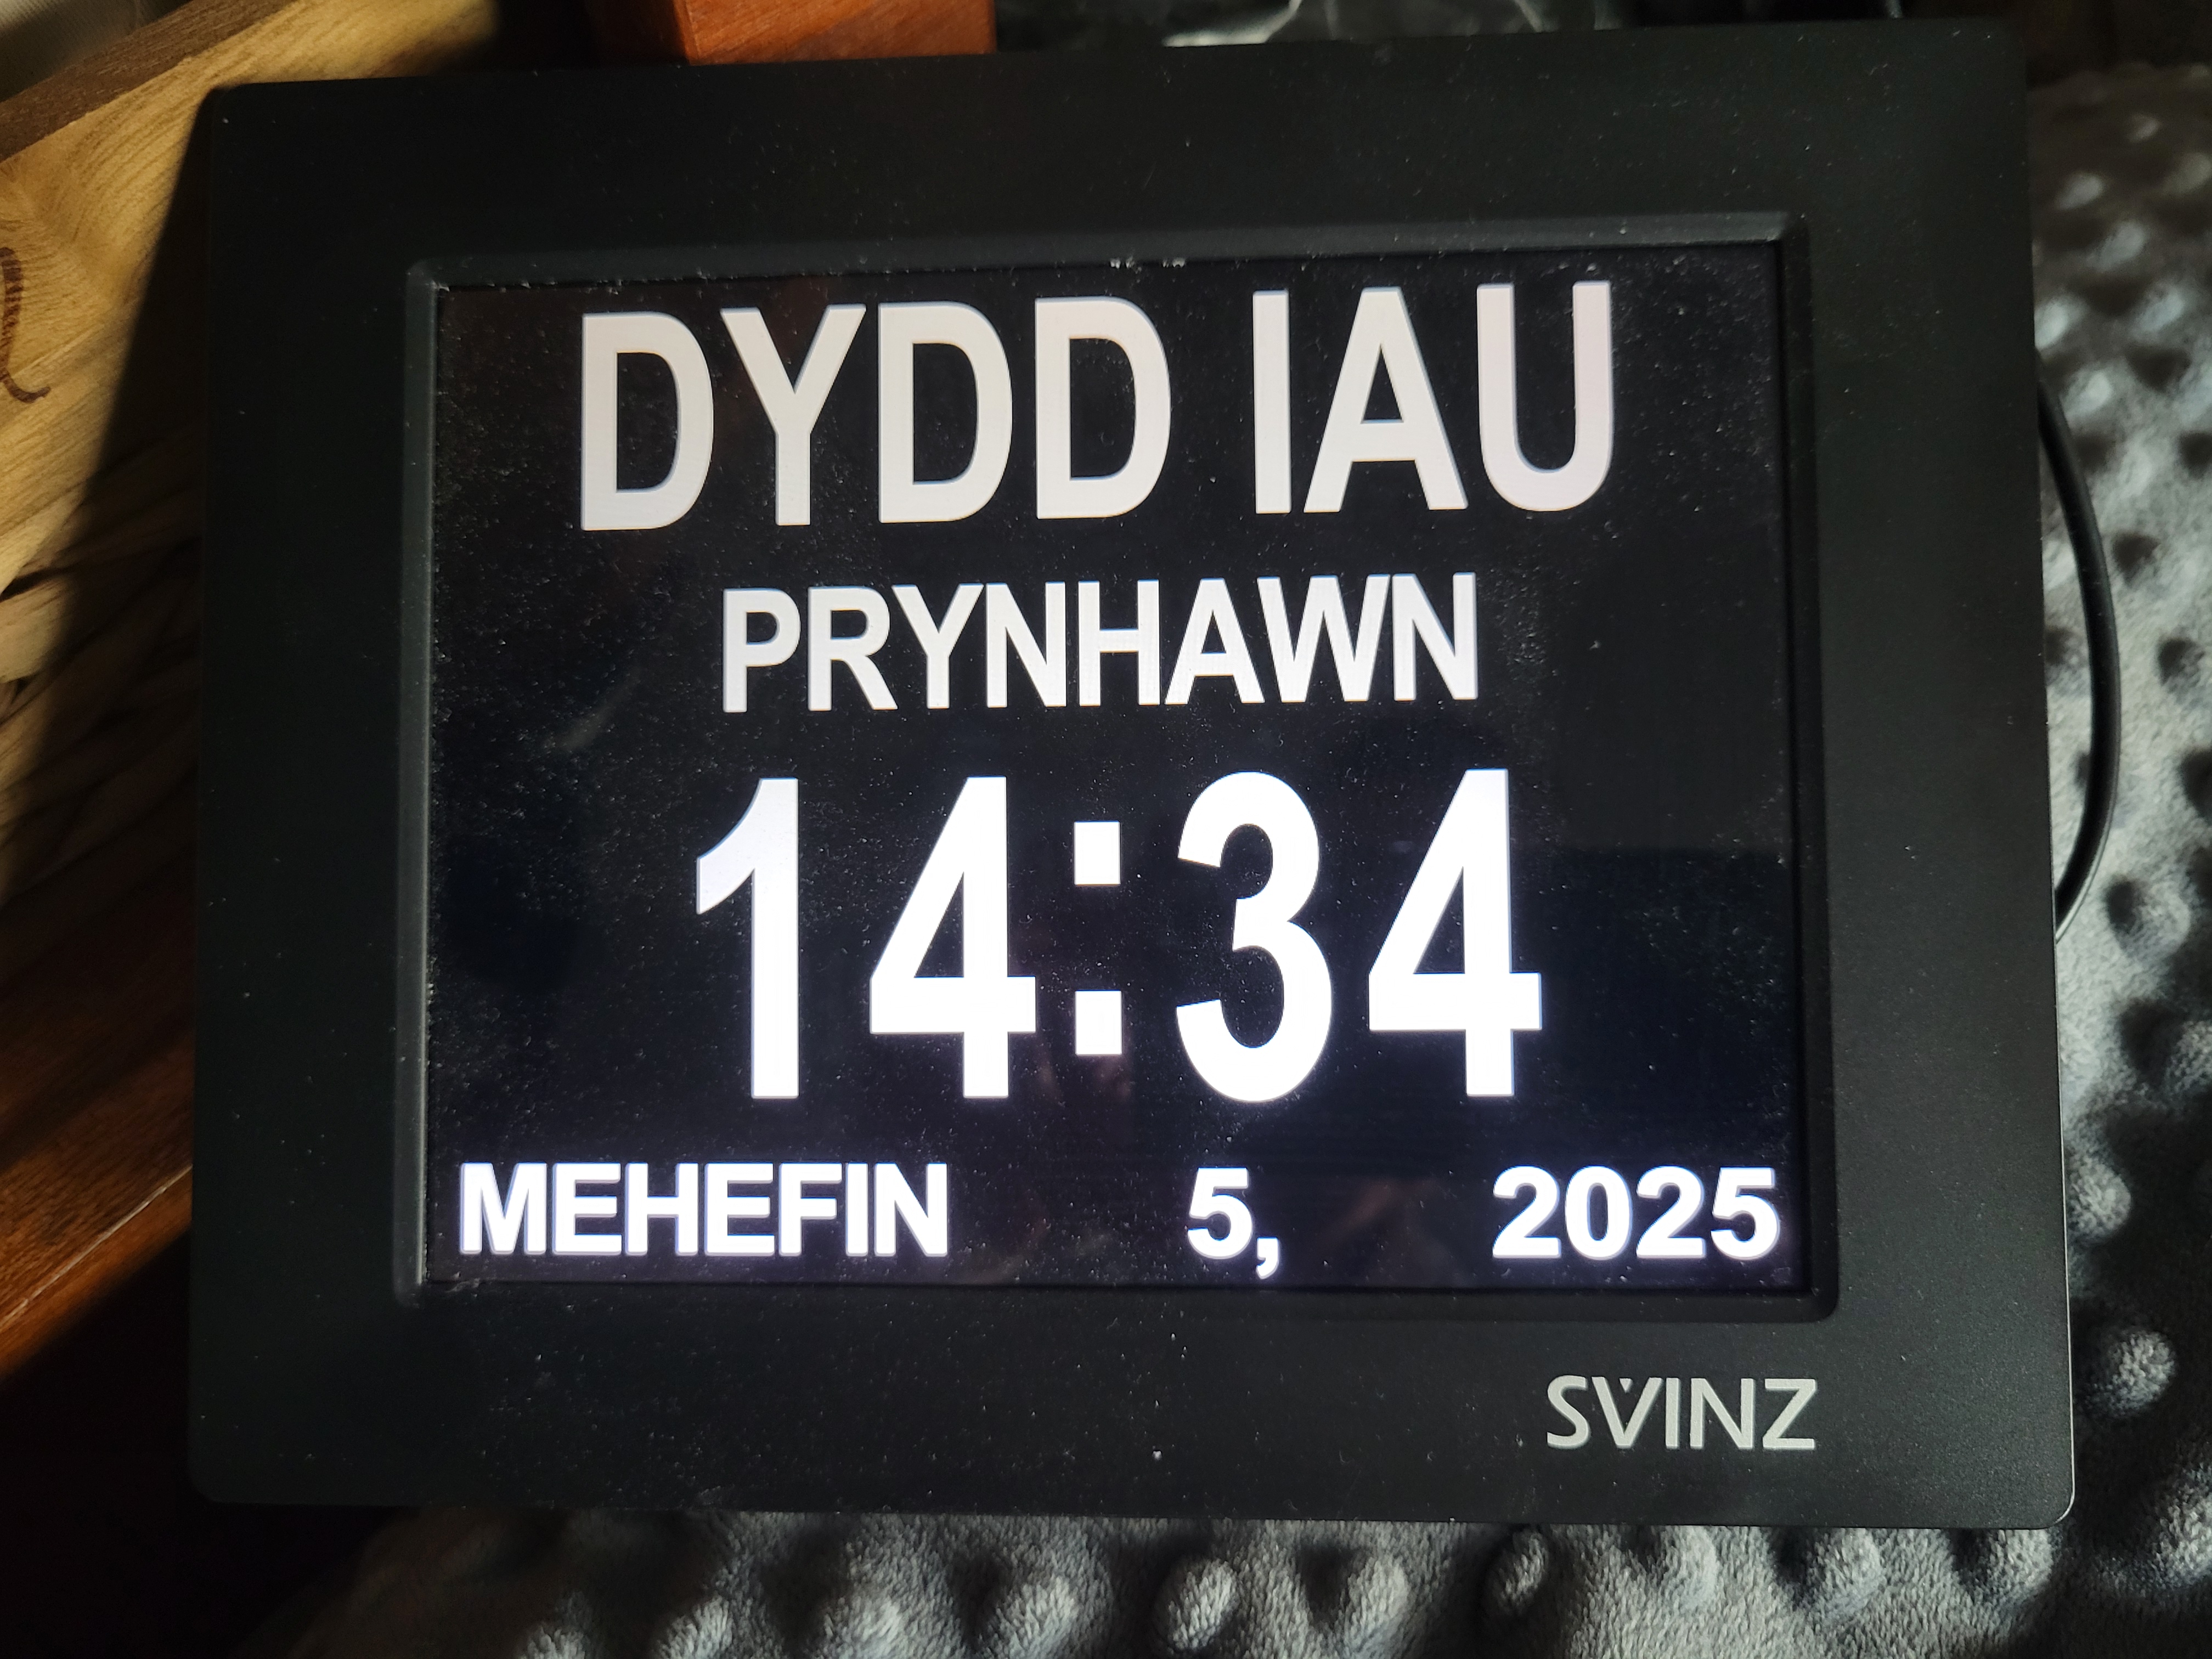 DYDD IAU
PRYNHAWN
14:34
MEHEFIN 5, 2025
SVINZ